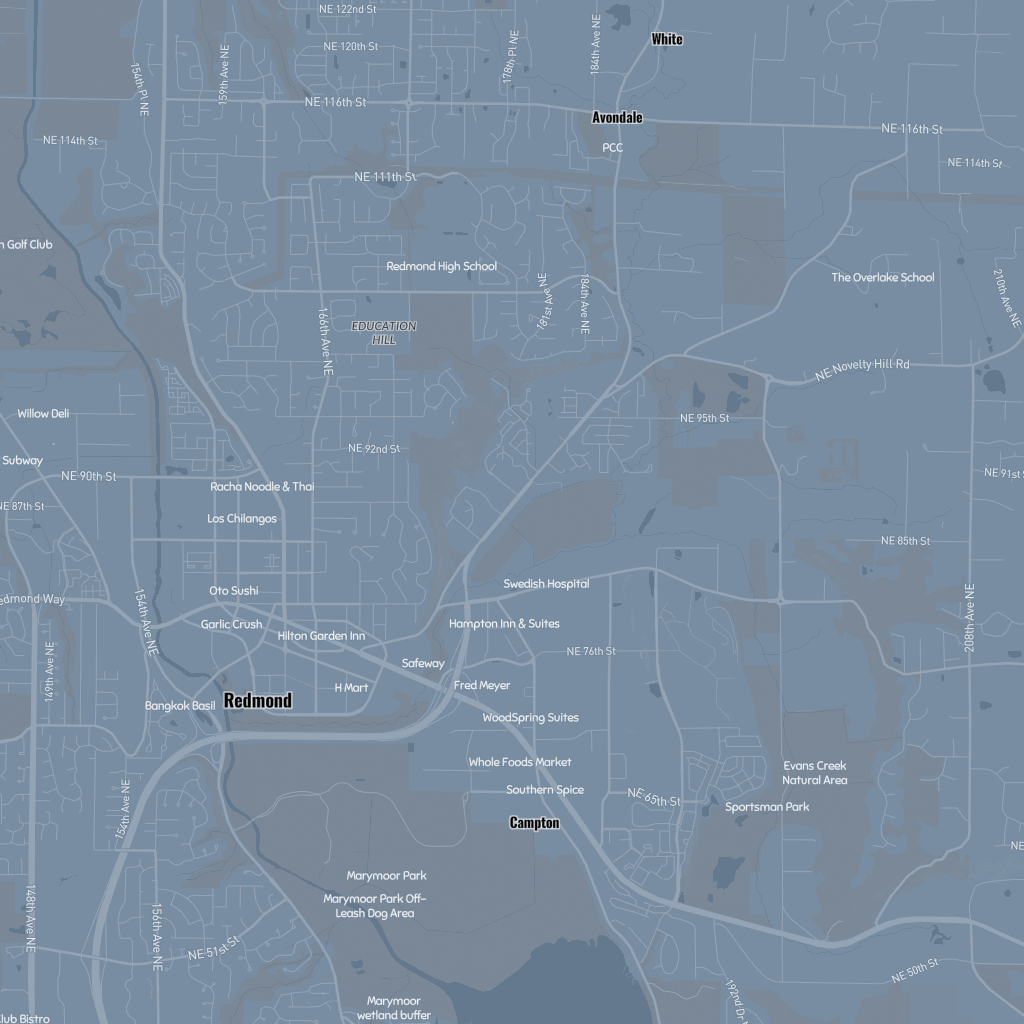 NE 122nd St
White
NE 120th St
178th Pl NE
184th Ave NE
159th Ave NE
154th Pl NE
NE 116th St
Avondale
NE 116th St
NE 114th St
PCC
NE 114th St
NE 111th St
Golf Club
Redmond High School
The Overlake School
181st Ave NE
184th Ave NE
210th Ave NE
166th Ave NE
EDUCATION
HILL
NE Novelty Hill Rd
Willow Deli
NE 95th St
NE 92nd St
Subway
NE 90th St
NE 91st
Racha Noodle & Thai
NE 87th St
Los Chilangos
NE 85th St
Swedish Hospital
Oto Sushi
Way
154th Ave NE
208th Ave NE
Garlic Crush
Hampton Inn & Suites
Hilton Garden Inn
NE 76th St
149th Ave NE
Safeway
H Mart
Fred Meyer
Redmond
Bangkok Basil
WoodSpring Suites
Whole Foods Market
Evans Creek
Natural Area
Southern Spice
NE 65th St
Sportsman Park
154th Ave NE
Campton
NE
Marymoor Park
Marymoor Park Off-
Leash Dog Area
148th Ave NE
156th Ave NE
NE 51st St
NE 50th St
192nd Dr
Marymoor
wetland buffer
Bistro